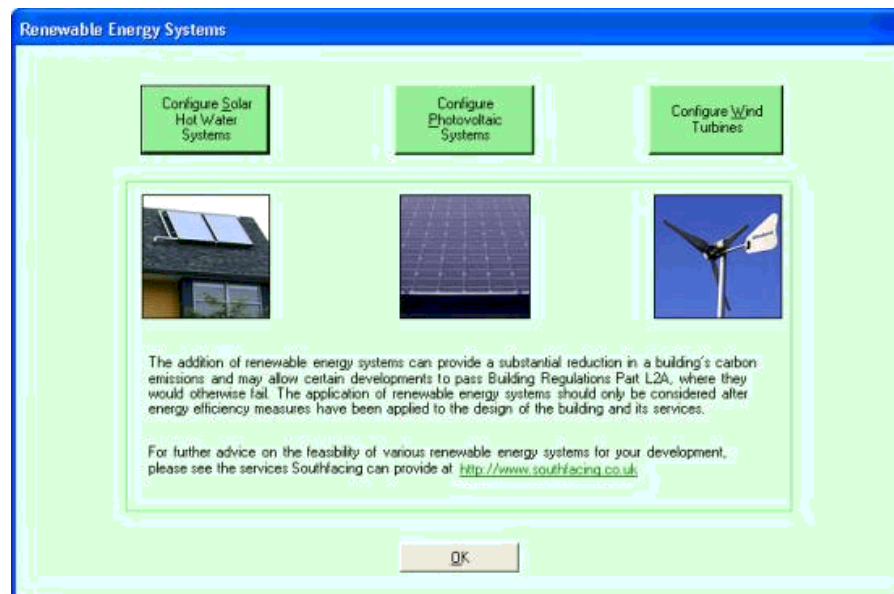 Renewable Energy Systems
Configure Solar
Hot Water
Systems
Configure
Photovoltaic
Systems
Configure Wind
Turbines
The addition of renewable energy systems can provide a substantial reduction in a building's carbon
emissions and may allow certain developments to pass Building Regulations Part L2A, where they
would otherwise fail. The application of renewable energy systems should only be considered after
energy efficiency measures have been applied to the design of the building and its services.
For further advice on the feasibility of various renewable energy systems for your development,
please see the services Southfacing can provide at http://www.southfacing.co.uk
OK